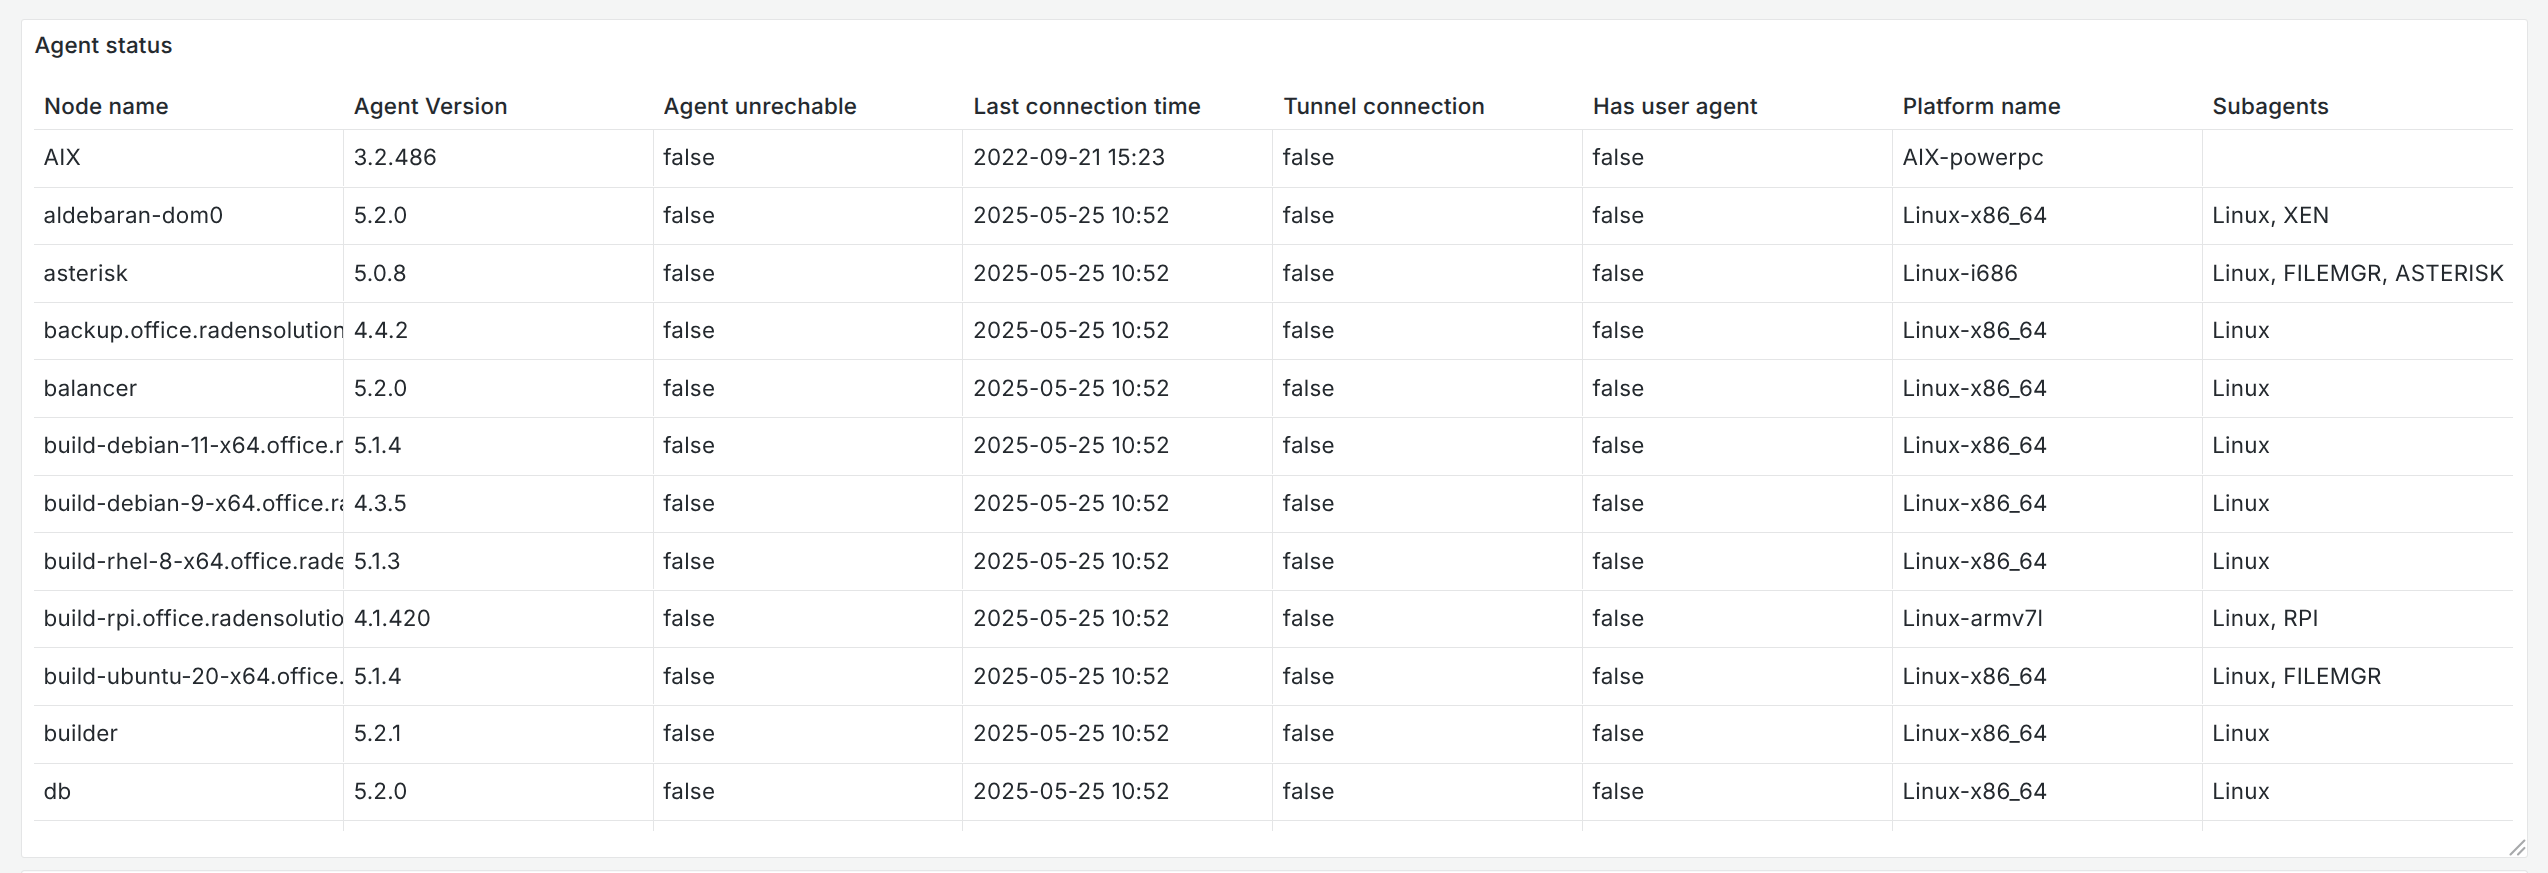 Agent status
Node name Agent Version Agent unrechable Last connection time Tunnel connection Has user agent Platform name Subagents
AIX 3.2.486 false 2022-09-21 15:23 false false AIX-powerpc
aldebaran-dom0 5.2.0 false 2025-05-25 10:52 false false Linux-x86_64 Linux, XEN
asterisk 5.0.8 false 2025-05-25 10:52 false false Linux-i686 Linux, FILEMGR, ASTERISK
backup.office.radensolution 4.4.2 false 2025-05-25 10:52 false false Linux-x86_64 Linux
balancer 5.2.0 false 2025-05-25 10:52 false false Linux-x86_64 Linux
build-debian-11-x64.office.r 5.1.4 false 2025-05-25 10:52 false false Linux-x86_64 Linux
build-debian-9-x64.office.ra 4.3.5 false 2025-05-25 10:52 false false Linux-x86_64 Linux
build-rhel-8-x64.office.rade 5.1.3 false 2025-05-25 10:52 false false Linux-x86_64 Linux
build-rpi.office.radensolutio 4.1.420 false 2025-05-25 10:52 false false Linux-armv7l Linux, RPI
build-ubuntu-20-x64.office. 5.1.4 false 2025-05-25 10:52 false false Linux-x86_64 Linux, FILEMGR
builder 5.2.1 false 2025-05-25 10:52 false false Linux-x86_64 Linux
db 5.2.0 false 2025-05-25 10:52 false false Linux-x86_64 Linux